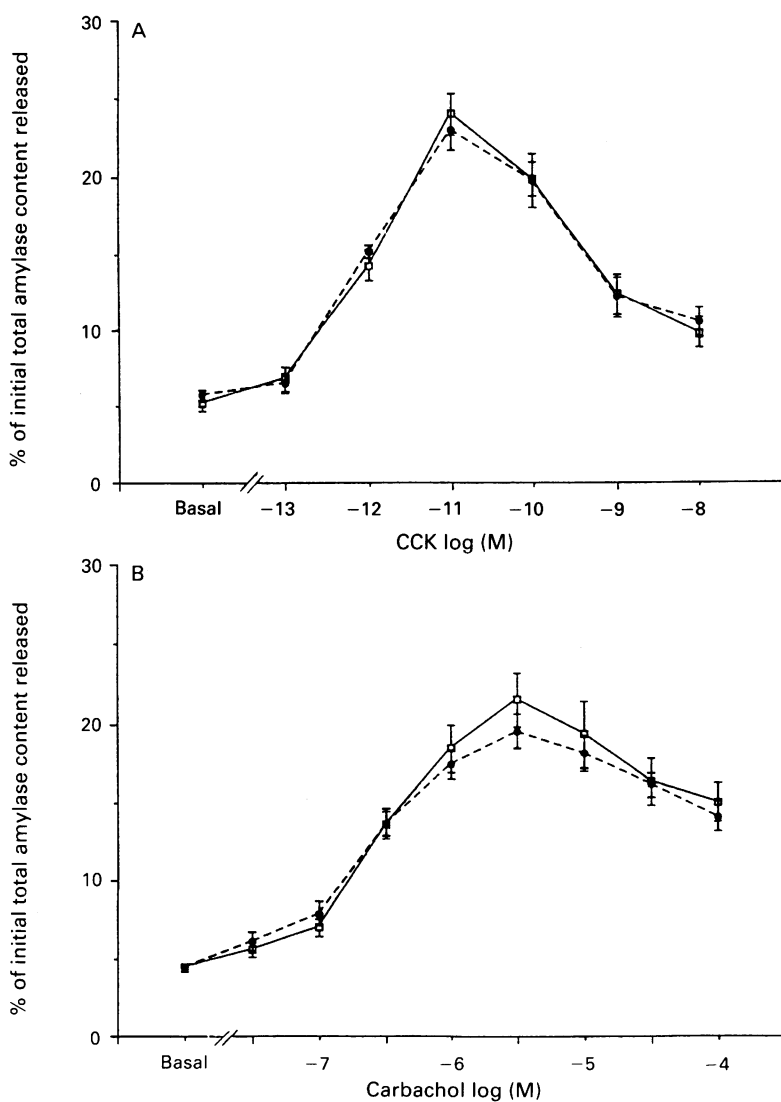 A
% of initial total amylase content released
30
20
10
0
Basal
−13
−12
−11
−10
−9
−8
CCK log (M)
B
% of initial total amylase content released
30
20
10
0
Basal
−7
−6
−5
−4
Carbachol log (M)